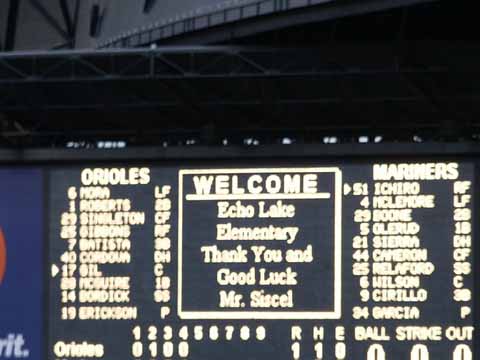 ORIOLES
6 MORA LF
1 ROBERTS 2B
29 SINGLETON CF
25 GIBBONS RF
7 BATISTA 3B
40 CORDOVA DH
17 GIL C
28 MCGUIRE 1B
14 BORDICK SS
19 ERICKSON P
WELCOME
Echo Lake
Elementary
Thank You and
Good Luck
Mr. Siscel
MARINERS
51 ICHIRO RF
4 MCLEMORE LF
29 BOONE 2B
5 OLERUD 1B
21 SIERRA DH
44 CAMERON CF
25 RELAFORD SS
6 WILSON C
9 CIRILLO 3B
34 GARCIA P
1 2 3 4 5 6 7 8 9 R H E BALL STRIKE OUT
Orioles 0 1 0 0 1 1 0 0 0 0
rit.